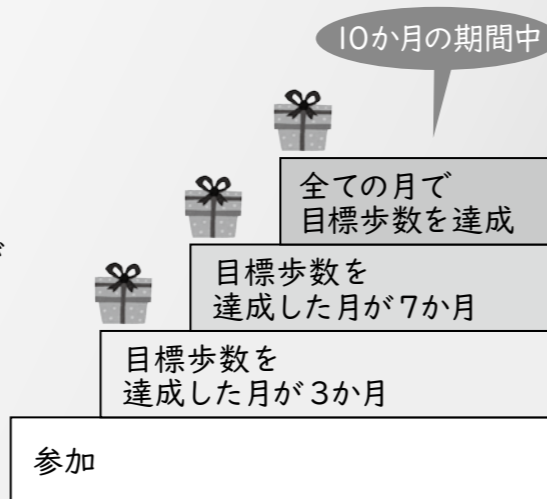 10か月の期間中
全ての月で
目標歩数を達成
目標歩数を
達成した月が7か月
目標歩数を
達成した月が3か月
参加